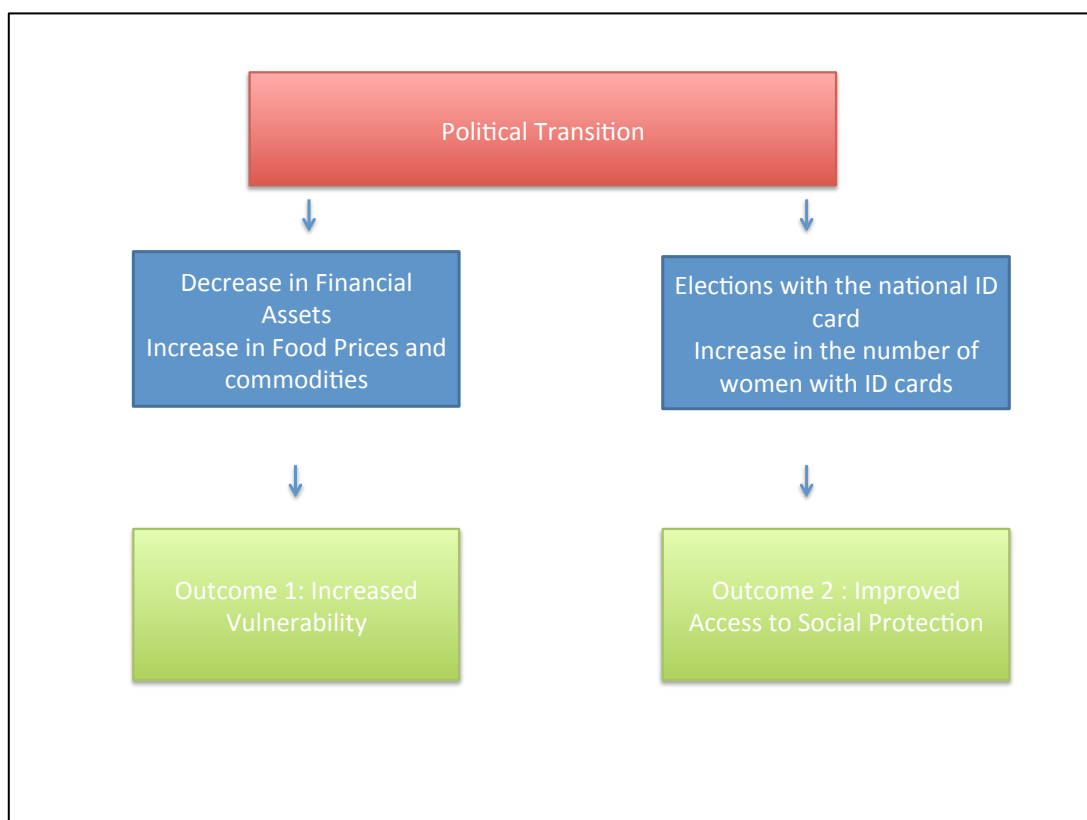 Political Transition
Decrease in Financial
Assets
Increase in Food Prices and
commodities
Elections with the national ID
card
Increase in the number of
women with ID cards
Outcome 1: Increased
Vulnerability
Outcome 2 : Improved
Access to Social Protection